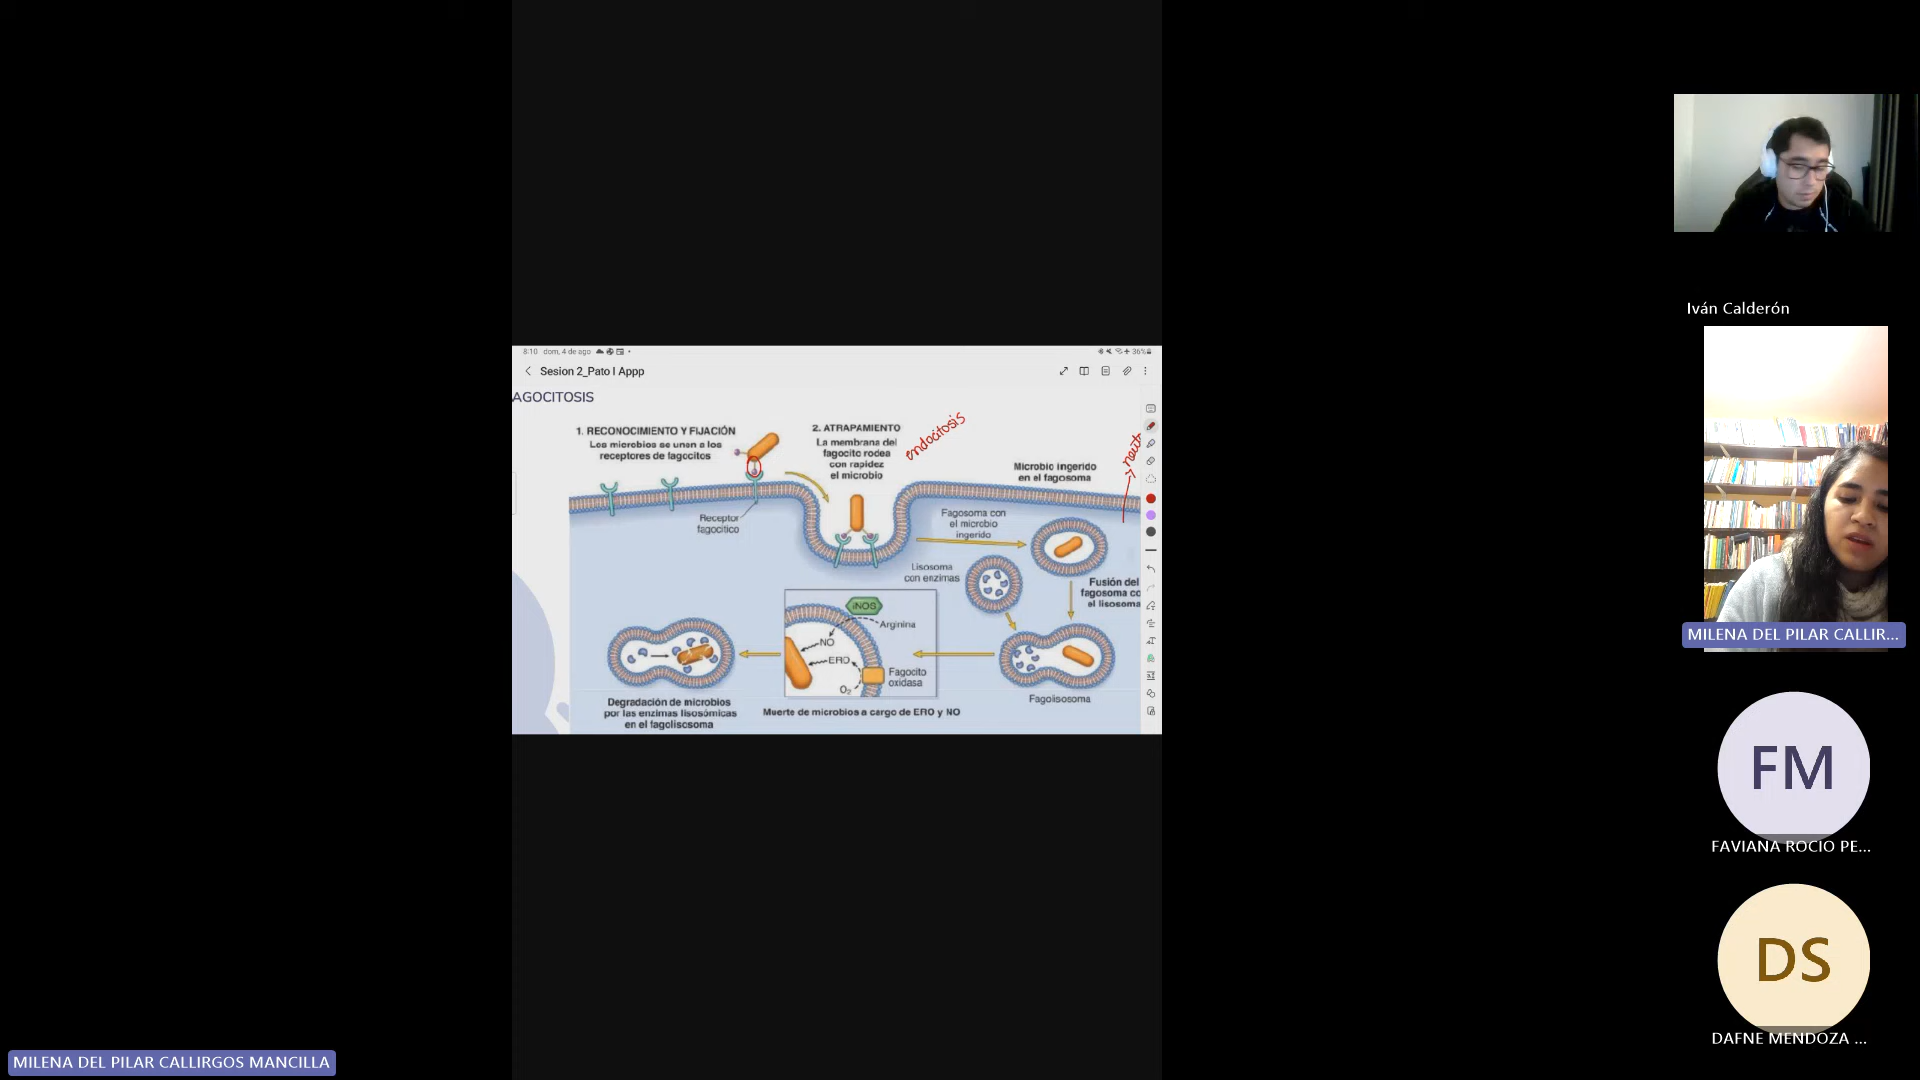 8:10 dom, 4 de ago
36%
Sesion 2_Pato I Appp
AGOCITOSIS
1. RECONOCIMIENTO Y FIJACIÓN
Los microbios se unen a los
receptores de fagocitos
2. ATRAPAMIENTO
La membrana del
fagocito rodea
con rapidez
el microbio
endocitosis
neut
Microbio ingerido
en el fagosoma
Receptor
fagocítico
Fagosoma con
el microbio
ingerido
Lisosoma
con enzimas
Fusión del
fagosoma co
el lisosoma
iNOS
Arginina
NO
ERO
O₂
Fagocito
oxidasa
Fagolisosoma
Degradación de microbios
por las enzimas lisosómicas
en el fagolisosoma
Muerte de microbios a cargo de ERO y NO
Iván Calderón
MILENA DEL PILAR CALLIR...
FM
FAVIANA ROCIO PE...
DS
DAFNE MENDOZA ...
MILENA DEL PILAR CALLIRGOS MANCILLA